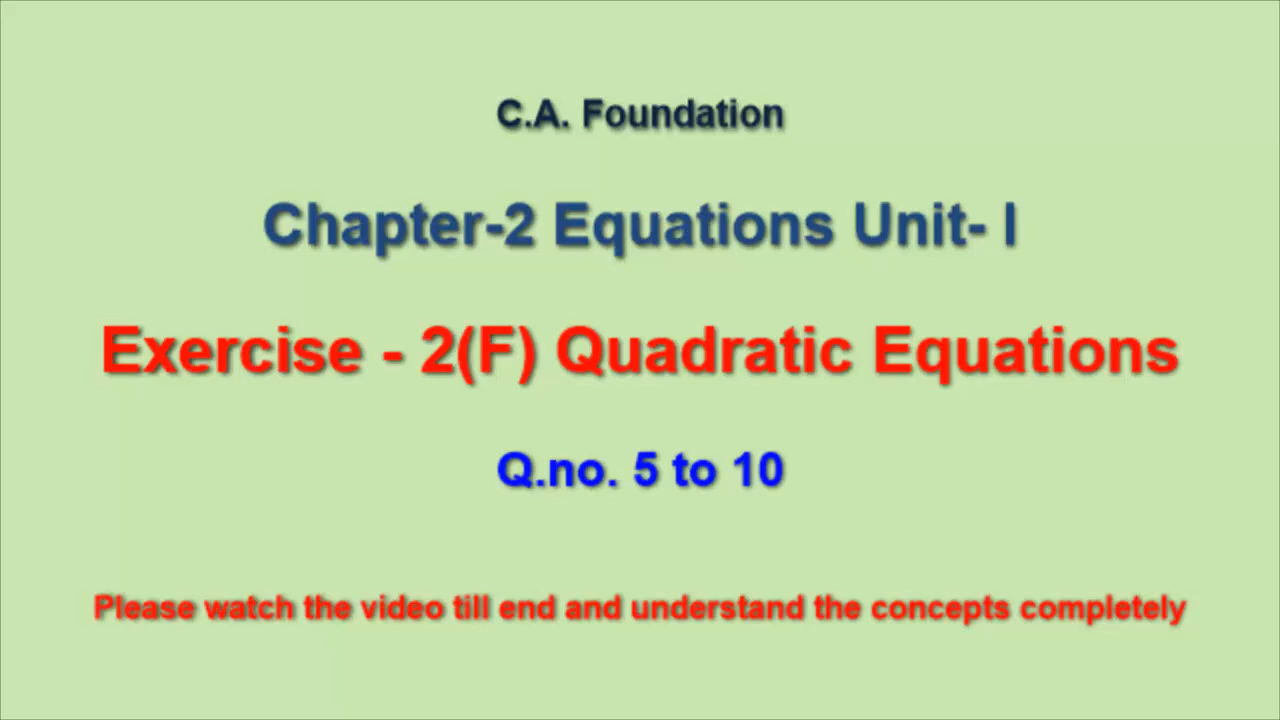 C.A. Foundation
Chapter-2 Equations Unit- I
Exercise - 2(F) Quadratic Equations
Q.no. 5 to 10
Please watch the video till end and understand the concepts completely